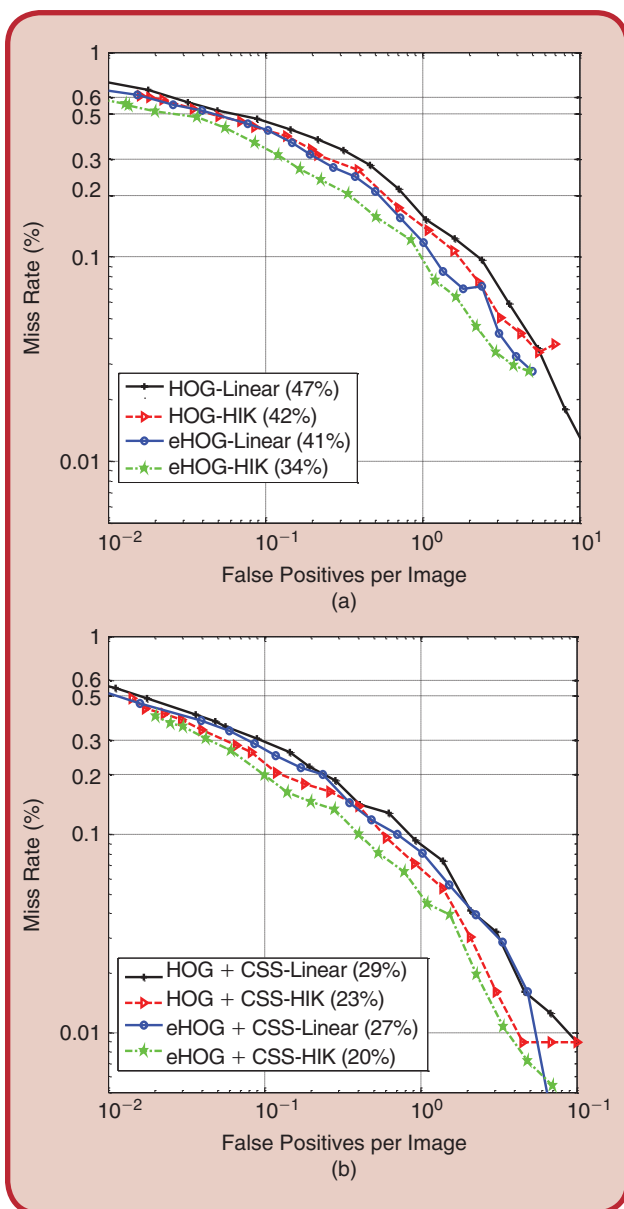 1
0.6
0.5
0.3
0.2
0.1
0.01
Miss Rate (%)
HOG-Linear (47%)
HOG-HIK (42%)
eHOG-Linear (41%)
eHOG-HIK (34%)
10⁻² 10⁻¹ 10⁰ 10¹
False Positives per Image
(a)
1
0.6
0.5
0.3
0.2
0.1
0.01
Miss Rate (%)
HOG + CSS-Linear (29%)
HOG + CSS-HIK (23%)
eHOG + CSS-Linear (27%)
eHOG + CSS-HIK (20%)
10⁻² 10⁻¹ 10⁰ 10⁻¹
False Positives per Image
(b)